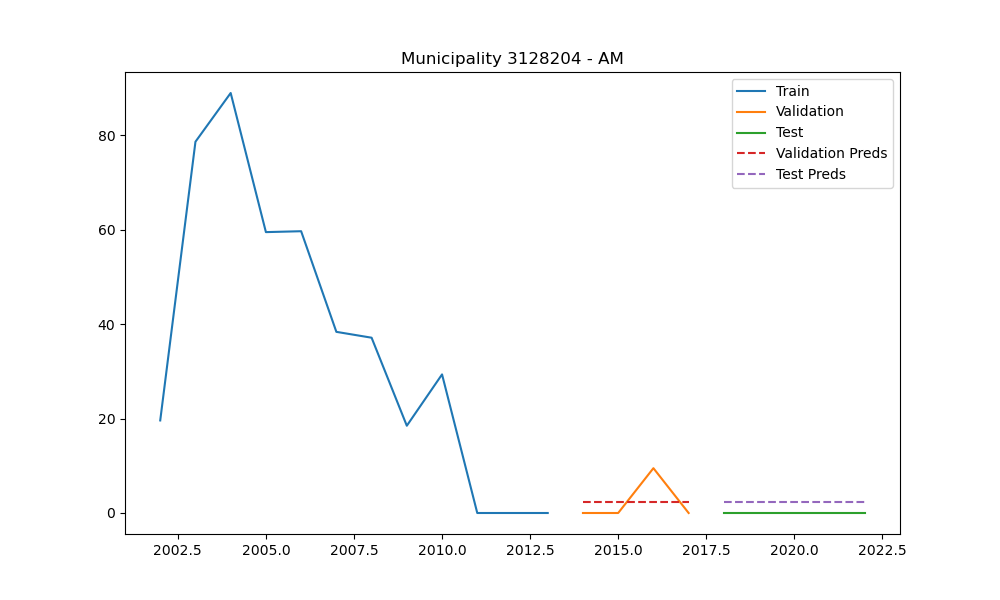 Municipality 3128204 - AM
Train
Validation
Test
Validation Preds
Test Preds
80
60
40
20
0
2002.5 2005.0 2007.5 2010.0 2012.5 2015.0 2017.5 2020.0 2022.5